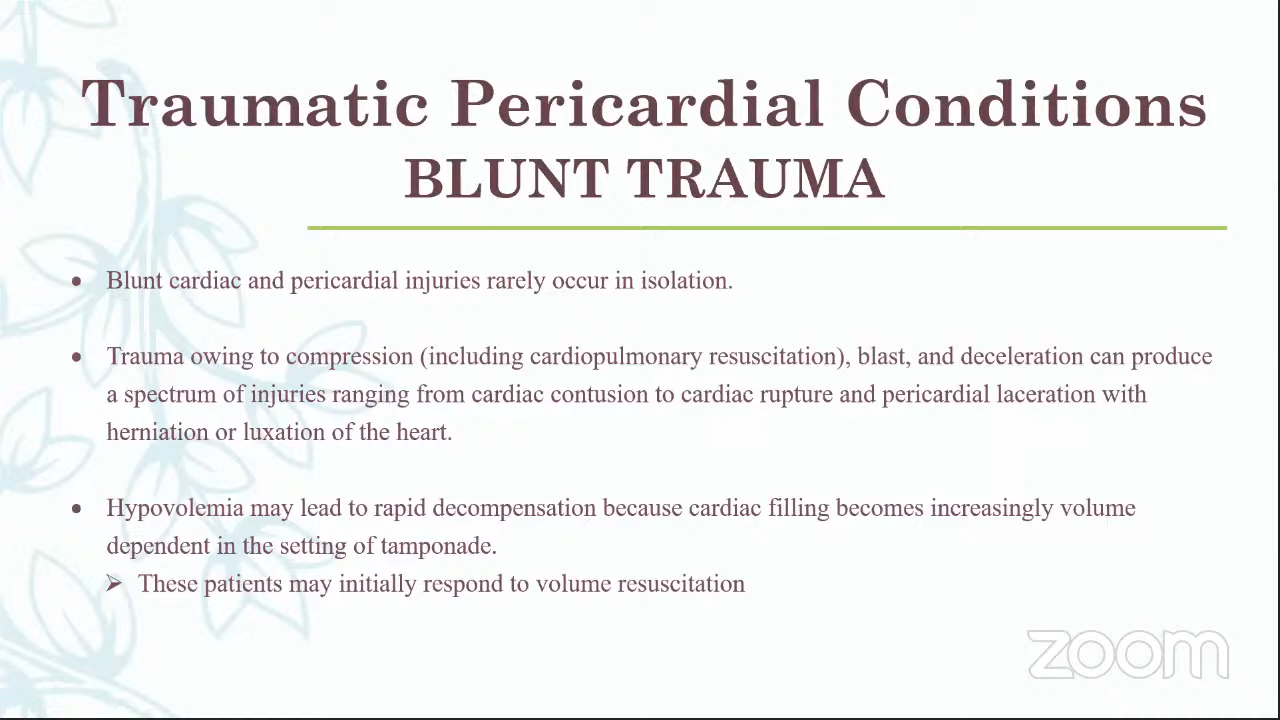 Traumatic Pericardial Conditions
BLUNT TRAUMA
• Blunt cardiac and pericardial injuries rarely occur in isolation.
• Trauma owing to compression (including cardiopulmonary resuscitation), blast, and deceleration can produce
a spectrum of injuries ranging from cardiac contusion to cardiac rupture and pericardial laceration with
herniation or luxation of the heart.
• Hypovolemia may lead to rapid decompensation because cardiac filling becomes increasingly volume
dependent in the setting of tamponade.
➢ These patients may initially respond to volume resuscitation
zoom